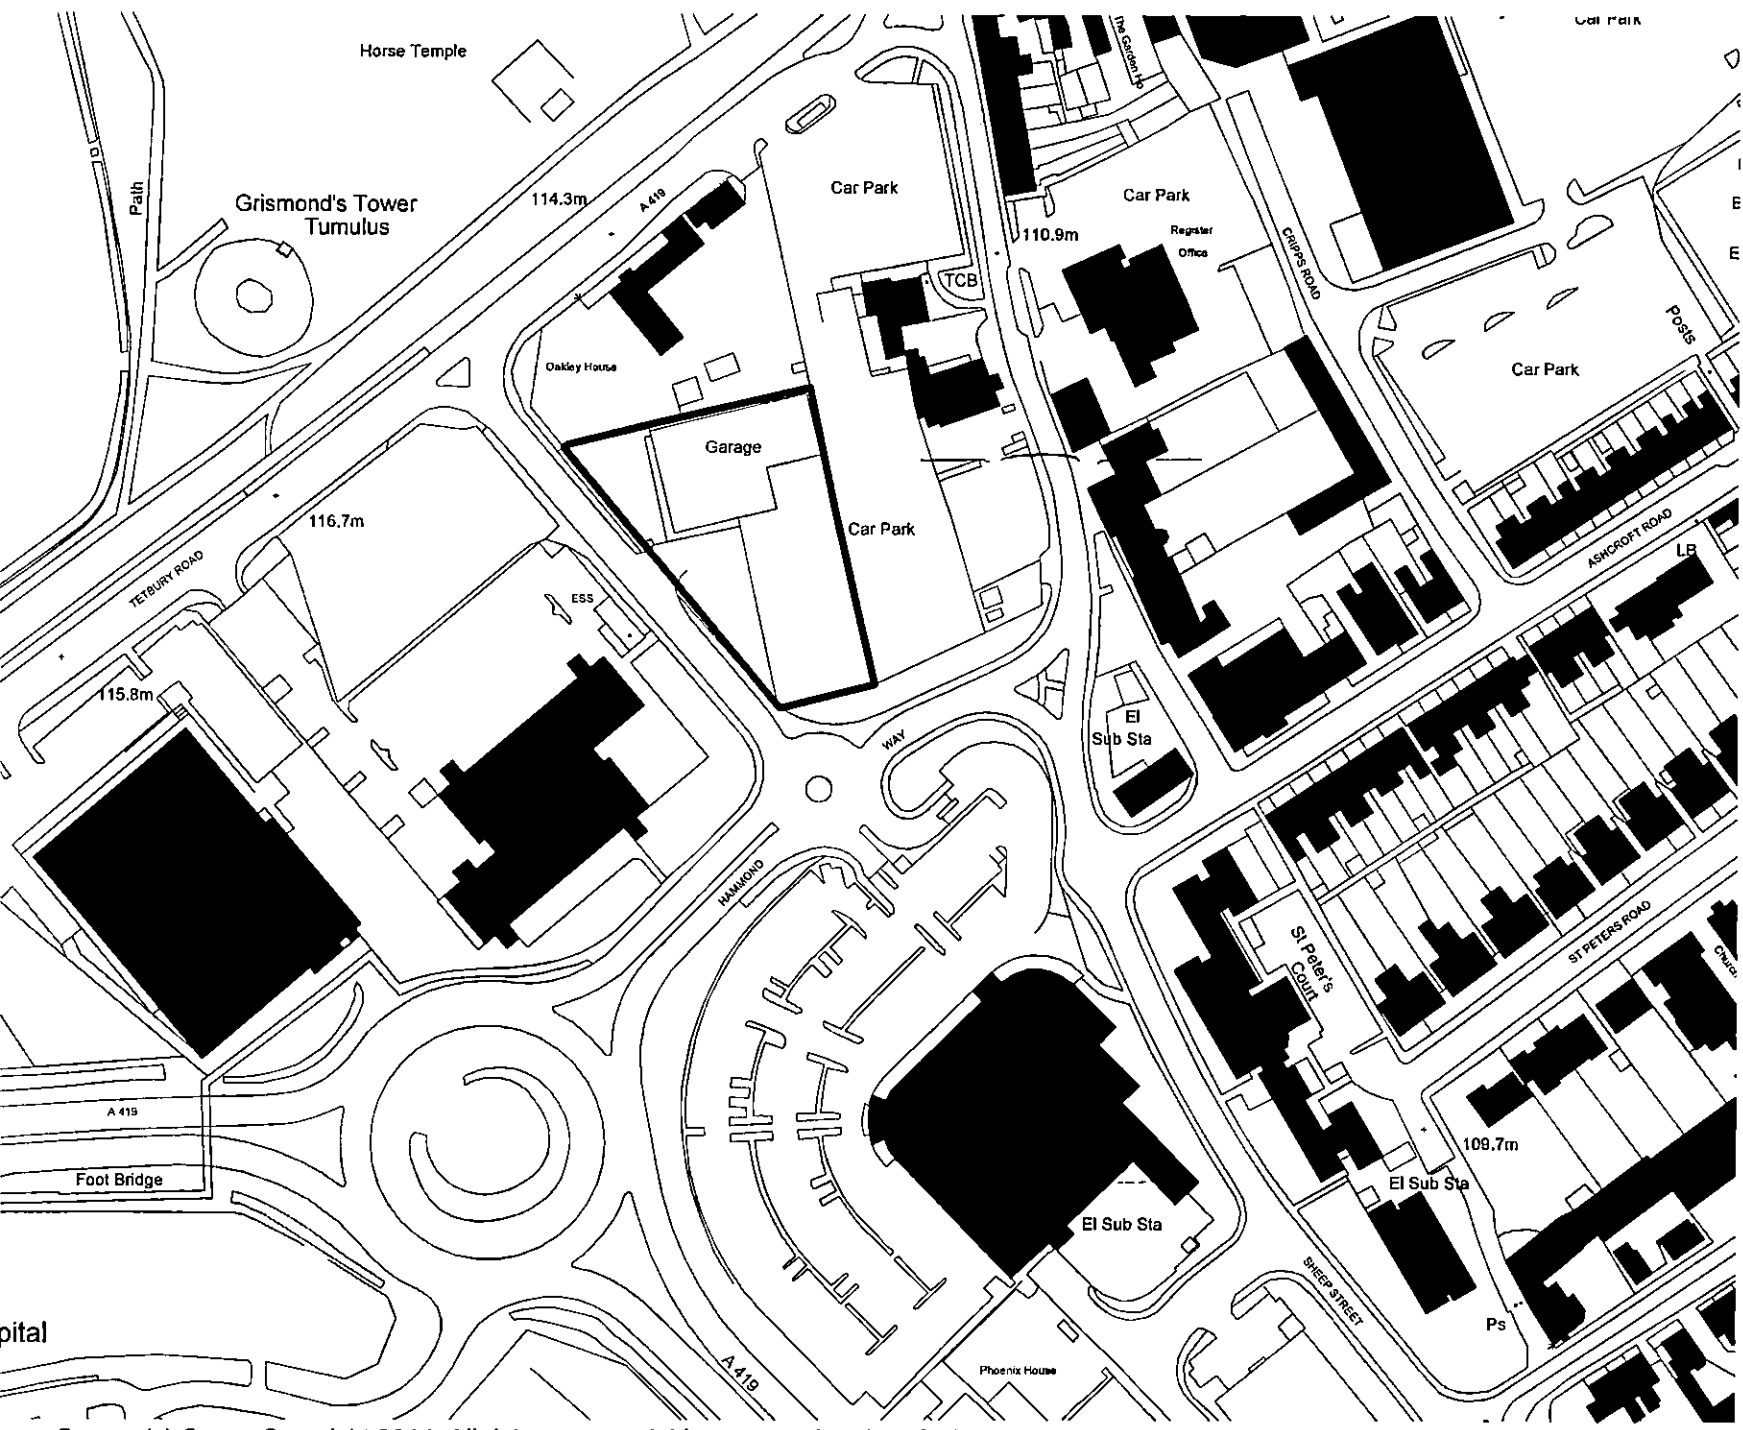 Car Park
Horse Temple
The Garden Ho
Path
Grismond's Tower
Tumulus
114.3m
A 419
Car Park
Car Park
110.9m
Register
Office
CRIPPS ROAD
TCB
Posts
Oakley House
Car Park
Garage
116.7m
Car Park
TETBURY ROAD
ASHCROFT ROAD
LB
ESS
115.8m
El
Sub Sta
WAY
HAMMOND
St Peter's
Court
ST PETERS ROAD
Church
A 419
109.7m
Foot Bridge
El Sub Sta
El Sub Sta
SHEEP STREET
pital
Ps
A 419
Phoenix House